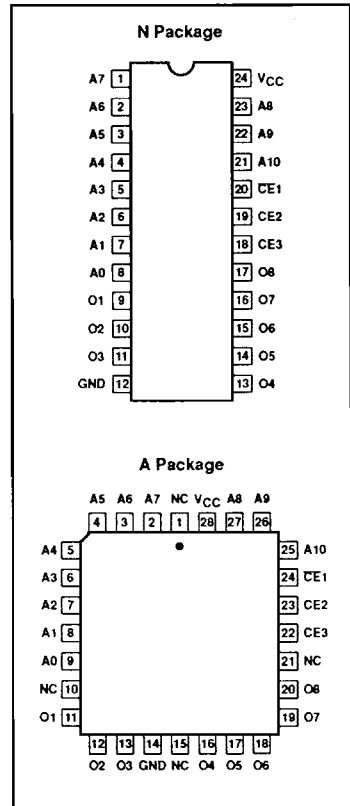 N Package
A7 1 24 VCC
A6 2 23 A8
A5 3 22 A9
A4 4 21 A10
A3 5 20 C̅E̅1
A2 6 19 CE2
A1 7 18 CE3
A0 8 17 O8
O1 9 16 O7
O2 10 15 O6
O3 11 14 O5
GND 12 13 O4
A Package
A5 A6 A7 NC VCC A8 A9
4 3 2 1 28 27 26
A4 5 25 A10
A3 6 24 C̅E̅1
A2 7 23 CE2
A1 8 22 CE3
A0 9 21 NC
NC 10 20 O8
O1 11 19 O7
12 13 14 15 16 17 18
O2 O3 GND NC O4 O5 O6